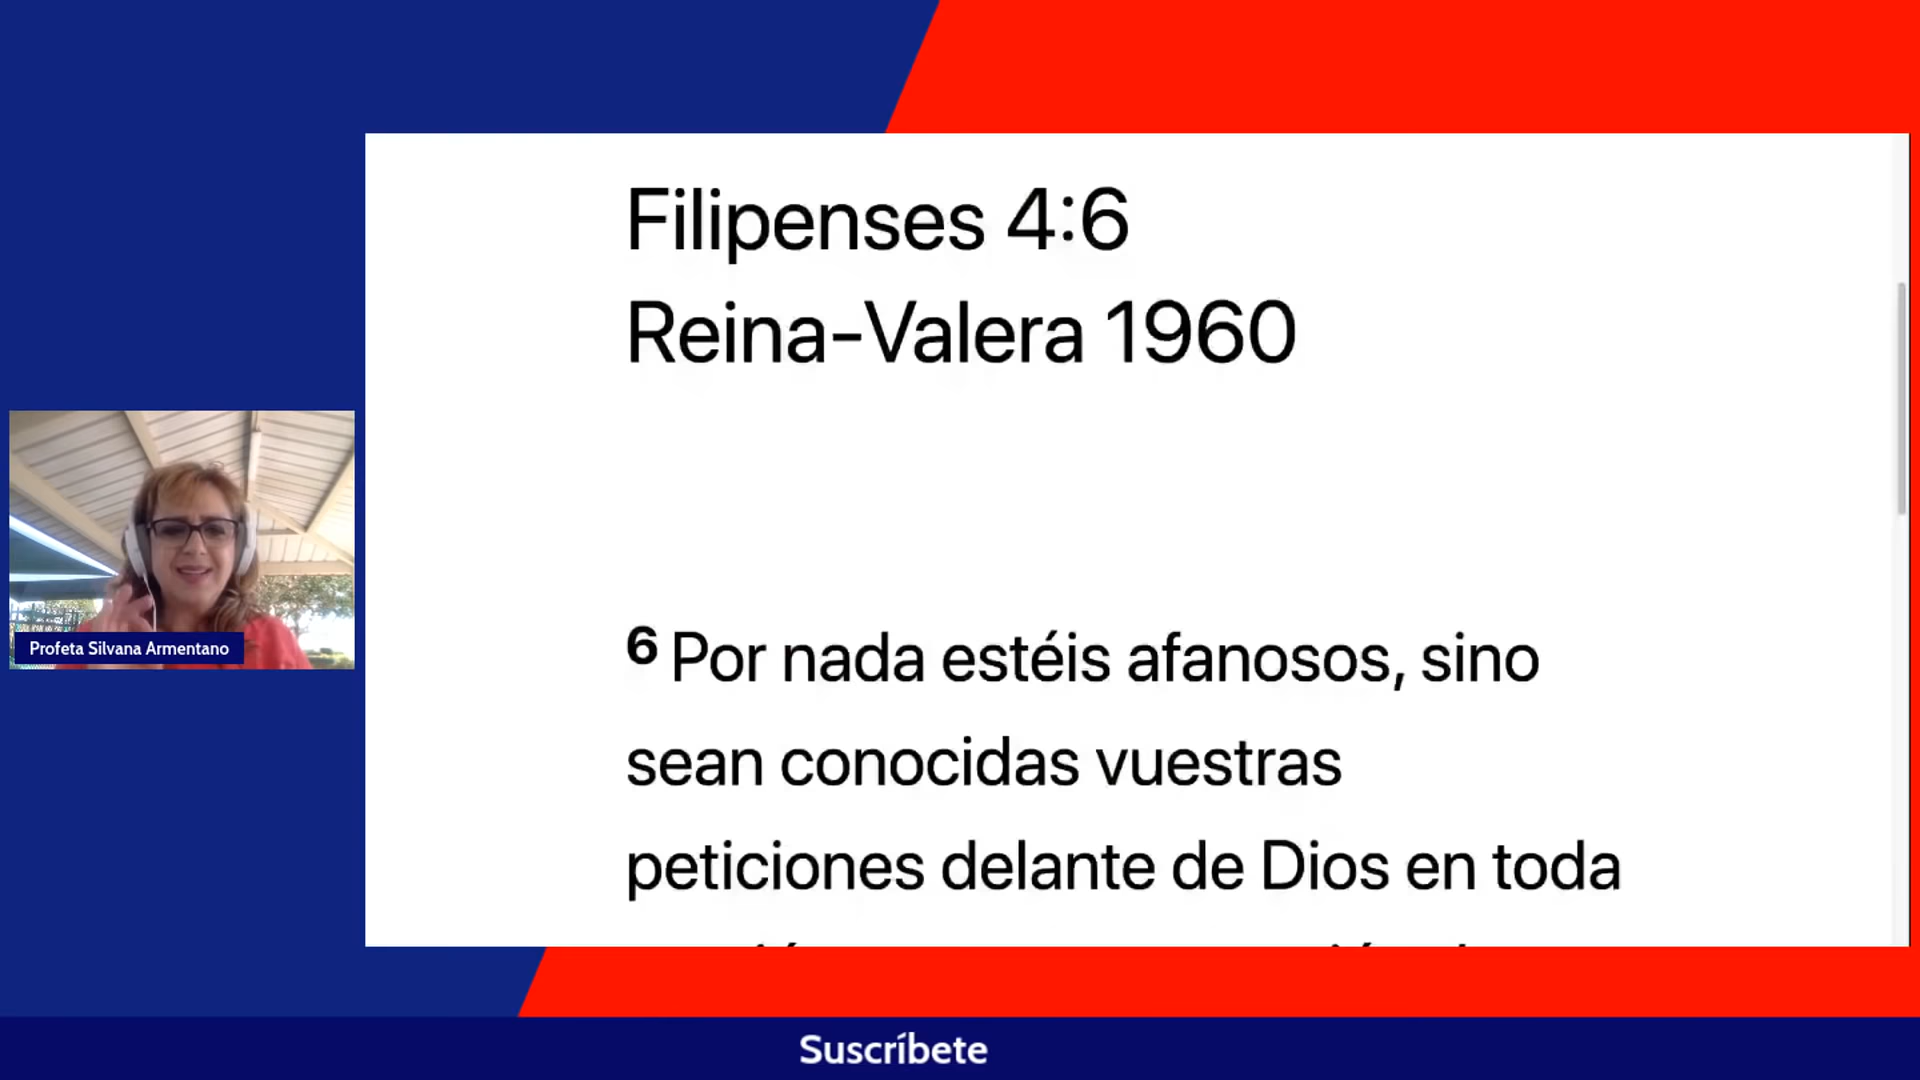 Filipenses 4:6
Reina-Valera 1960
6 Por nada estéis afanosos, sino
sean conocidas vuestras
peticiones delante de Dios en toda
Profeta Silvana Armentano
Suscríbete